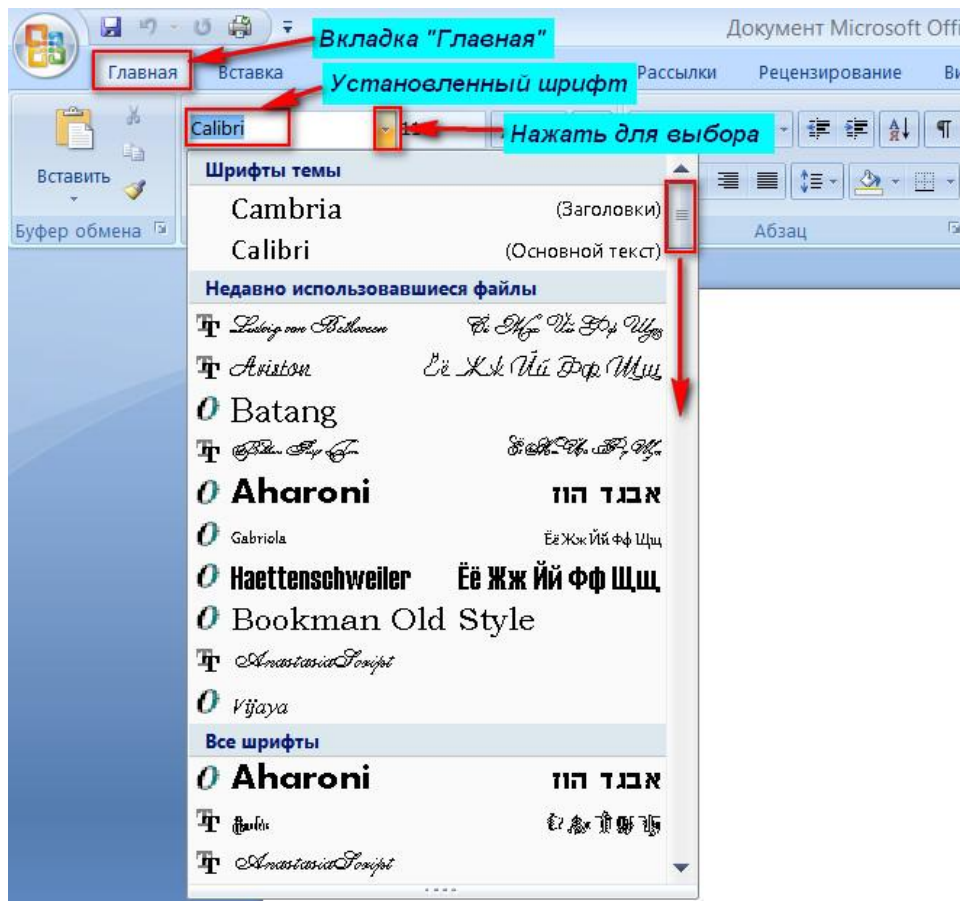 Документ Microsoft Offi
Вкладка "Главная"
Главная Вставка Рассылки Рецензирование Ви
Установленный шрифт
Calibri 11
Нажать для выбора
Вставить
Буфер обмена Абзац
Шрифты темы
Cambria (Заголовки)
Calibri (Основной текст)
Недавно использовавшиеся файлы
Ludvig von Bethoveen
Ariston Ёё Жж Йй Фф Щщ
Batang
Aharoni אבגד הוז
Gabriola Ёё Жж Йй Фф Щщ
Haettenschweiler Ёё Жж Йй Фф Щщ
Bookman Old Style
AnastasiaScript
Vijaya
Все шрифты
Aharoni אבגד הוז
AnastasiaScript